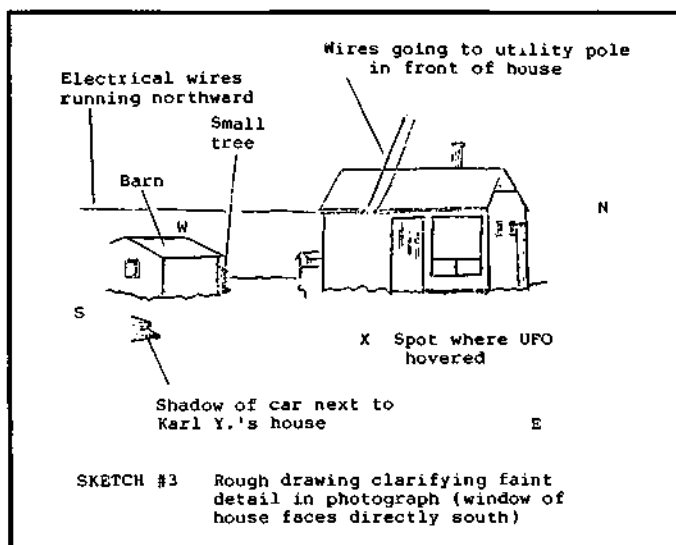 Wires going to utility pole
in front of house
Electrical wires
running northward
Small
tree
Barn
N
W
S
X Spot where UFO
hovered
Shadow of car next to
Karl Y.'s house
E
SKETCH #3 Rough drawing clarifying faint
detail in photograph (window of
house faces directly south)